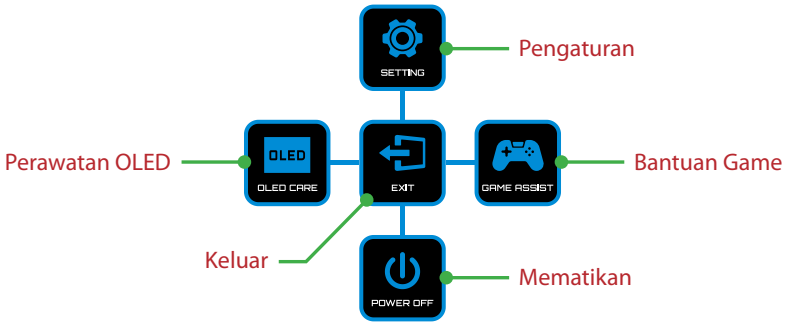 SETTING
Pengaturan
OLED
Perawatan OLED
OLED CARE
EXIT
GAME ASSIST
Bantuan Game
Keluar
POWER OFF
Mematikan